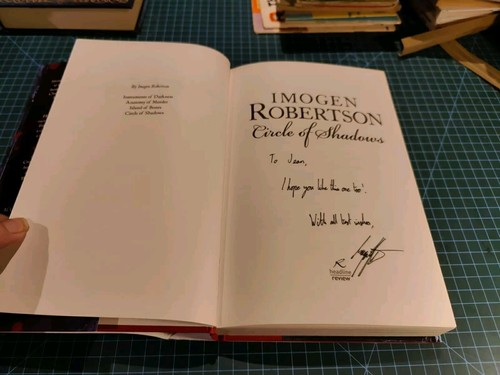 By Imogen Robertson
Instruments of Darkness
Anatomy of Murder
Island of Bones
Circle of Shadows
IMOGEN
ROBERTSON
Circle of Shadows
To Jean,
I hope you like this one too!
With all best wishes,
headline
review